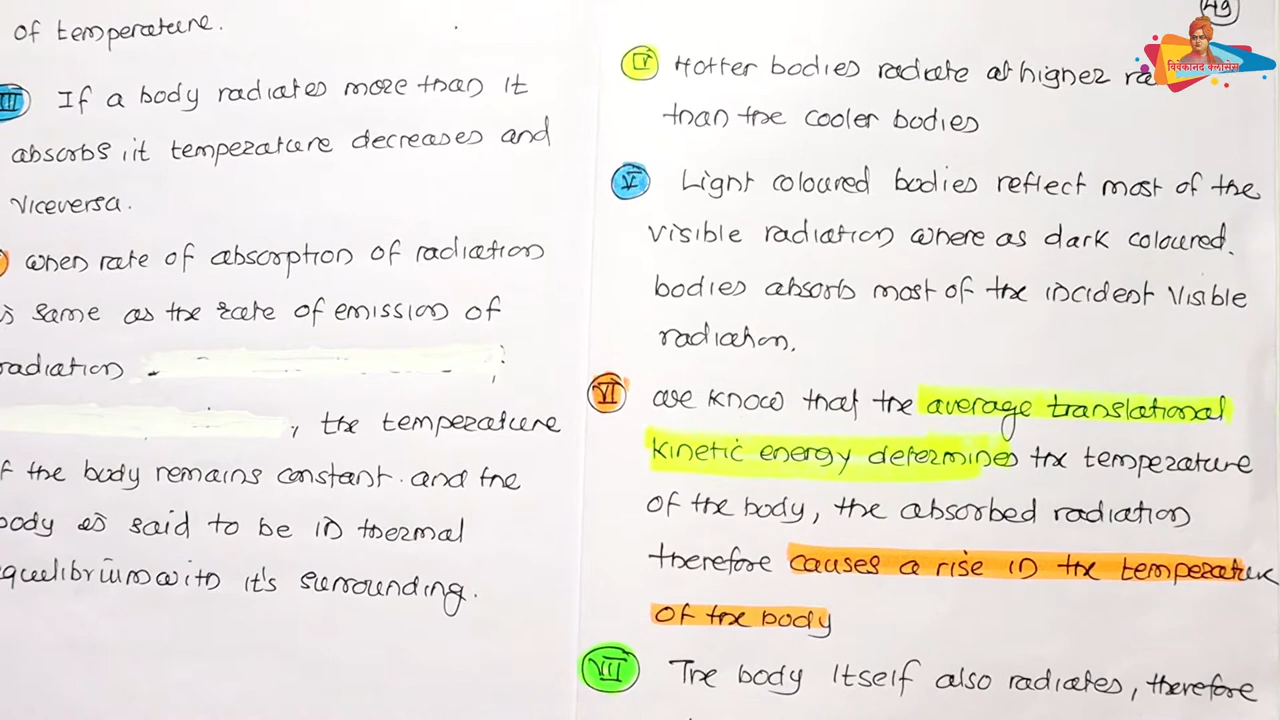 of temperature.
III If a body radiates more than it
absorbs, it temperature decreases and
viceversa.
when rate of absorption of radiation
is same as the rate of emission of
radiation
, the temperature
of the body remains constant. and the
body is said to be in thermal
equilibrium with it's surrounding.
49
विवेकानंद क्लासेस
Hotter bodies radiate at higher
than the cooler bodies
V Light coloured bodies reflect most of the
visible radiation where as dark coloured.
bodies absorb most of the incident visible
radiation.
VI we know that the average translational
kinetic energy determines the temperature
of the body, the absorbed radiation
therefore causes a rise in the temperature
of the body
VII The body itself also radiates, therefore